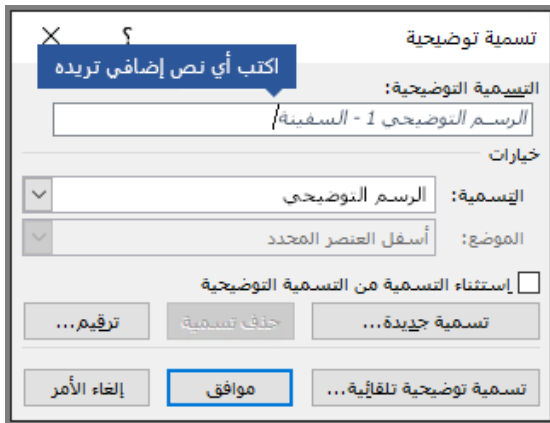 تسمية توضيحية ؟
اكتب أي نص إضافي تريده
التسمية التوضيحية:
الرسم التوضيحي 1 - السفينة
خيارات
التسمية: الرسم التوضيحي
الموضع: أسفل العنصر المحدد
إستثناء التسمية من التسمية التوضيحية
تسمية جديدة... حذف تسمية ترقيم...
تسمية توضيحية تلقائية... موافق إلغاء الأمر